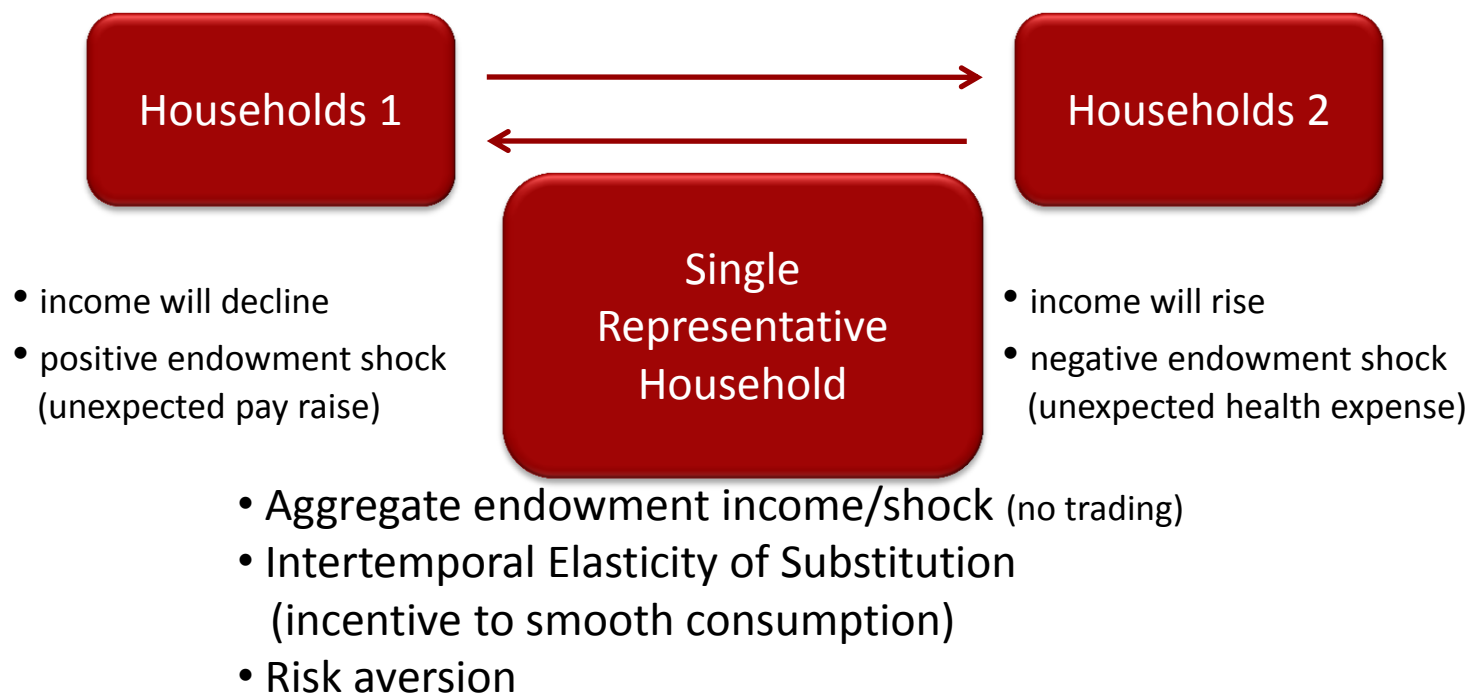 Households 1
Households 2
Single
Representative
Household
• income will decline
• positive endowment shock
(unexpected pay raise)
• income will rise
• negative endowment shock
(unexpected health expense)
• Aggregate endowment income/shock (no trading)
• Intertemporal Elasticity of Substitution
(incentive to smooth consumption)
• Risk aversion